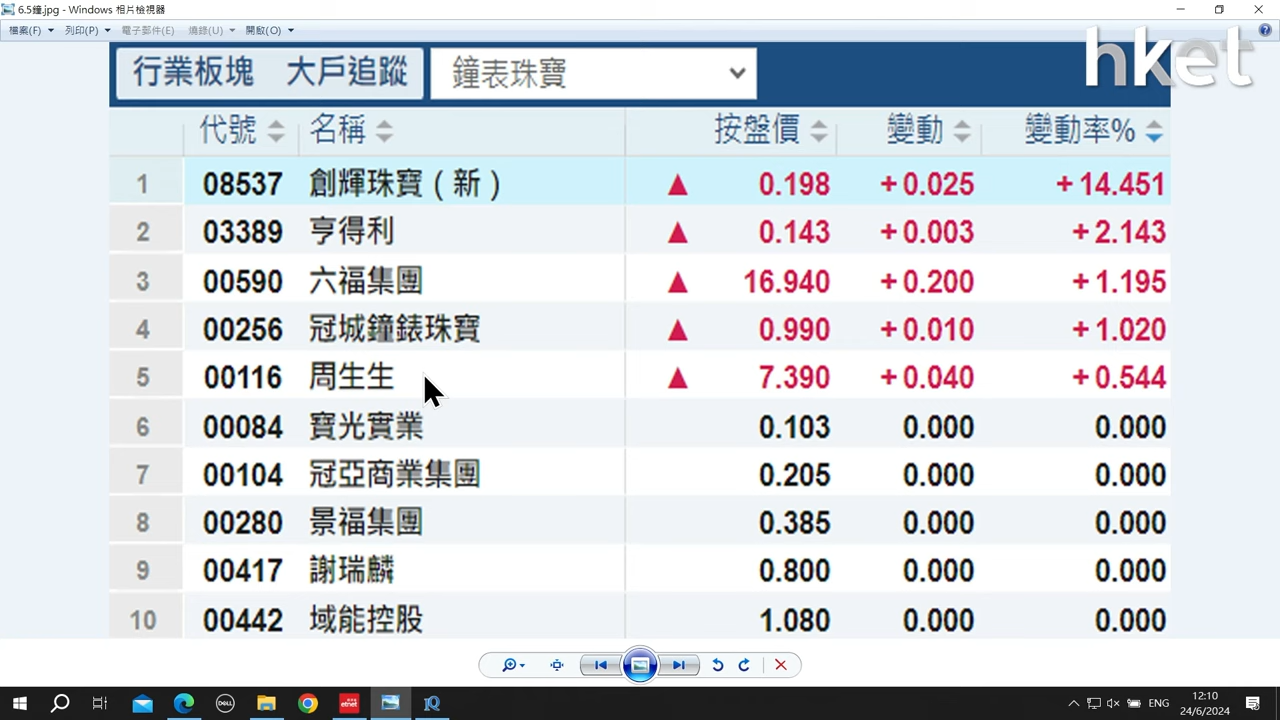 6.5鐘.jpg - Windows 相片檢視器
檔案(F) 列印(P) 電子郵件(E) 燒錄(U) 開啟(O)
hket
行業板塊 大戶追蹤 鐘表珠寶
代號 名稱 按盤價 變動 變動率%
1 08537 創輝珠寶（新） ▲ 0.198 +0.025 +14.451
2 03389 亨得利 ▲ 0.143 +0.003 +2.143
3 00590 六福集團 ▲ 16.940 +0.200 +1.195
4 00256 冠城鐘錶珠寶 ▲ 0.990 +0.010 +1.020
5 00116 周生生 ▲ 7.390 +0.040 +0.544
6 00084 寶光實業 0.103 0.000 0.000
7 00104 冠亞商業集團 0.205 0.000 0.000
8 00280 景福集團 0.385 0.000 0.000
9 00417 謝瑞麟 0.800 0.000 0.000
10 00442 域能控股 1.080 0.000 0.000
DELL etnet IQ ENG 12:10
24/6/2024